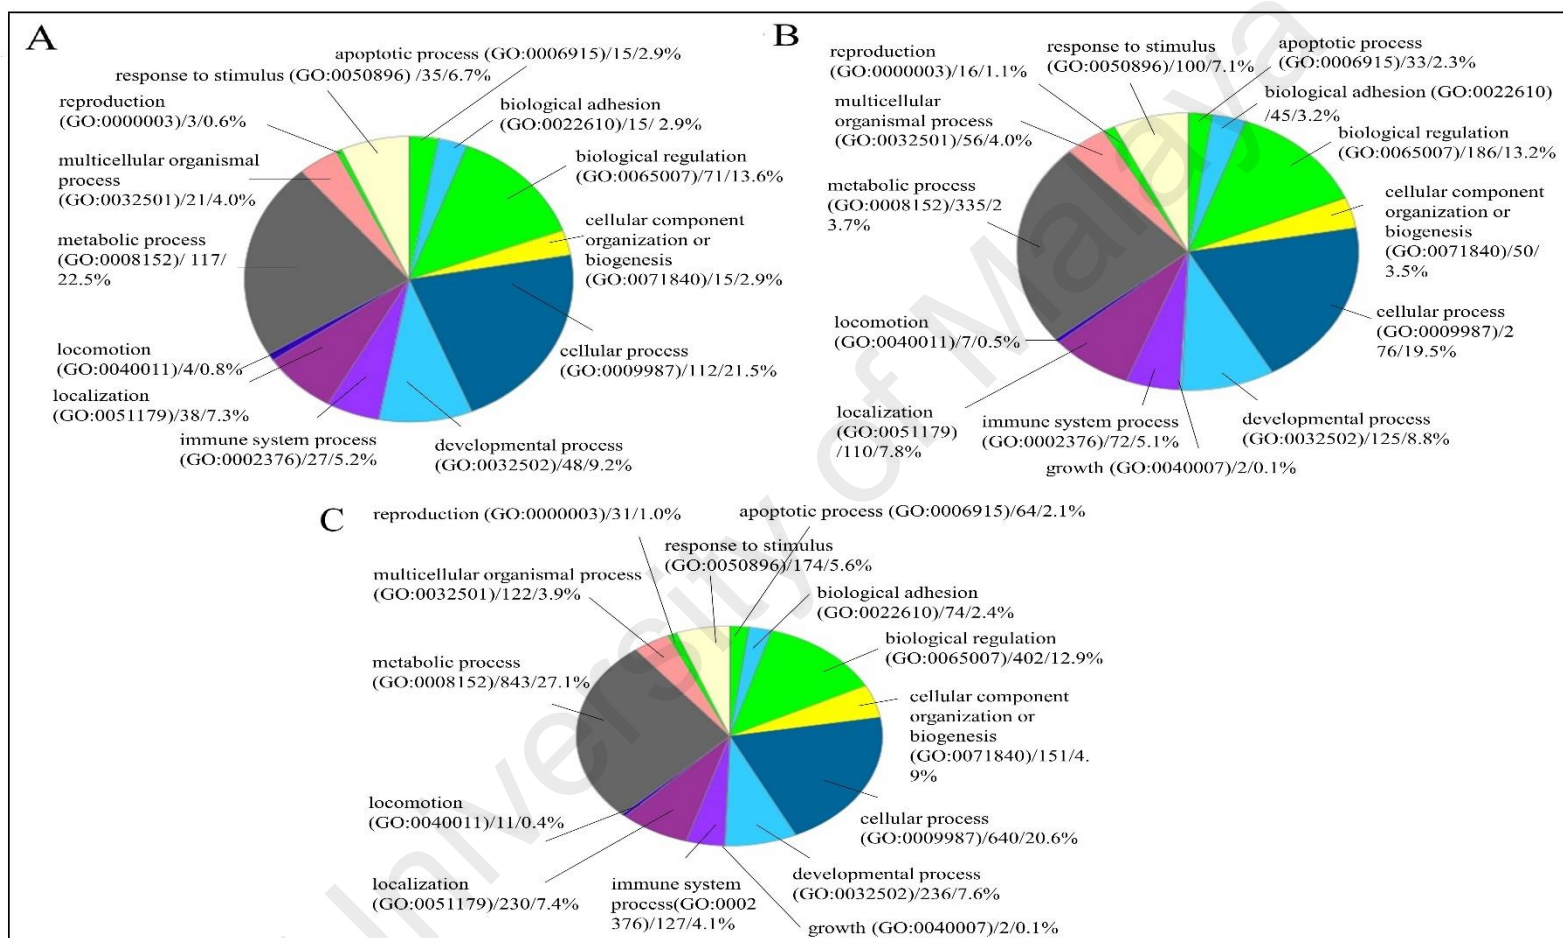 A
apoptotic process (GO:0006915)/15/2.9%
response to stimulus (GO:0050896) /35/6.7%
reproduction
(GO:0000003)/3/0.6%
biological adhesion
(GO:0022610)/15/ 2.9%
multicellular organismal
process
(GO:0032501)/21/4.0%
biological regulation
(GO:0065007)/71/13.6%
metabolic process
(GO:0008152)/ 117/
22.5%
cellular component
organization or
biogenesis
(GO:0071840)/15/2.9%
locomotion
(GO:0040011)/4/0.8%
cellular process
(GO:0009987)/112/21.5%
localization
(GO:0051179)/38/7.3%
immune system process
(GO:0002376)/27/5.2%
developmental process
(GO:0032502)/48/9.2%
B
reproduction
(GO:0000003)/16/1.1%
response to stimulus
(GO:0050896)/100/7.1%
apoptotic process
(GO:0006915)/33/2.3%
multicellular
organismal process
(GO:0032501)/56/4.0%
biological adhesion (GO:0022610)
/45/3.2%
biological regulation
(GO:0065007)/186/13.2%
metabolic process
(GO:0008152)/335/2
3.7%
cellular component
organization or
biogenesis
(GO:0071840)/50/
3.5%
locomotion
(GO:0040011)/7/0.5%
cellular process
(GO:0009987)/2
76/19.5%
localization
(GO:0051179)
/110/7.8%
immune system process
(GO:0002376)/72/5.1%
developmental process
(GO:0032502)/125/8.8%
growth (GO:0040007)/2/0.1%
C
reproduction (GO:0000003)/31/1.0%
apoptotic process (GO:0006915)/64/2.1%
response to stimulus
(GO:0050896)/174/5.6%
multicellular organismal process
(GO:0032501)/122/3.9%
biological adhesion
(GO:0022610)/74/2.4%
biological regulation
(GO:0065007)/402/12.9%
metabolic process
(GO:0008152)/843/27.1%
cellular component
organization or
biogenesis
(GO:0071840)/151/4.
9%
locomotion
(GO:0040011)/11/0.4%
cellular process
(GO:0009987)/640/20.6%
localization
(GO:0051179)/230/7.4%
immune system
process(GO:0002
376)/127/4.1%
developmental process
(GO:0032502)/236/7.6%
growth (GO:0040007)/2/0.1%
University of Malaya